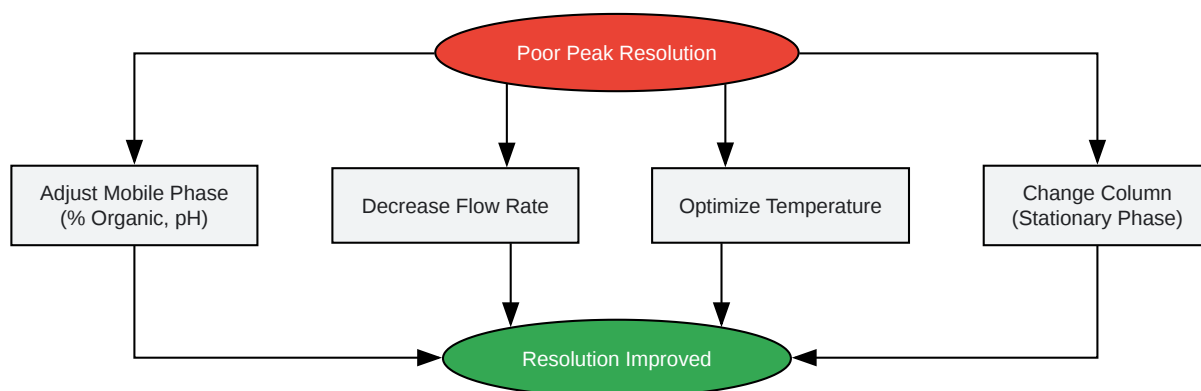 Poor Peak Resolution
Adjust Mobile Phase
(% Organic, pH)
Decrease Flow Rate
Optimize Temperature
Change Column
(Stationary Phase)
Resolution Improved